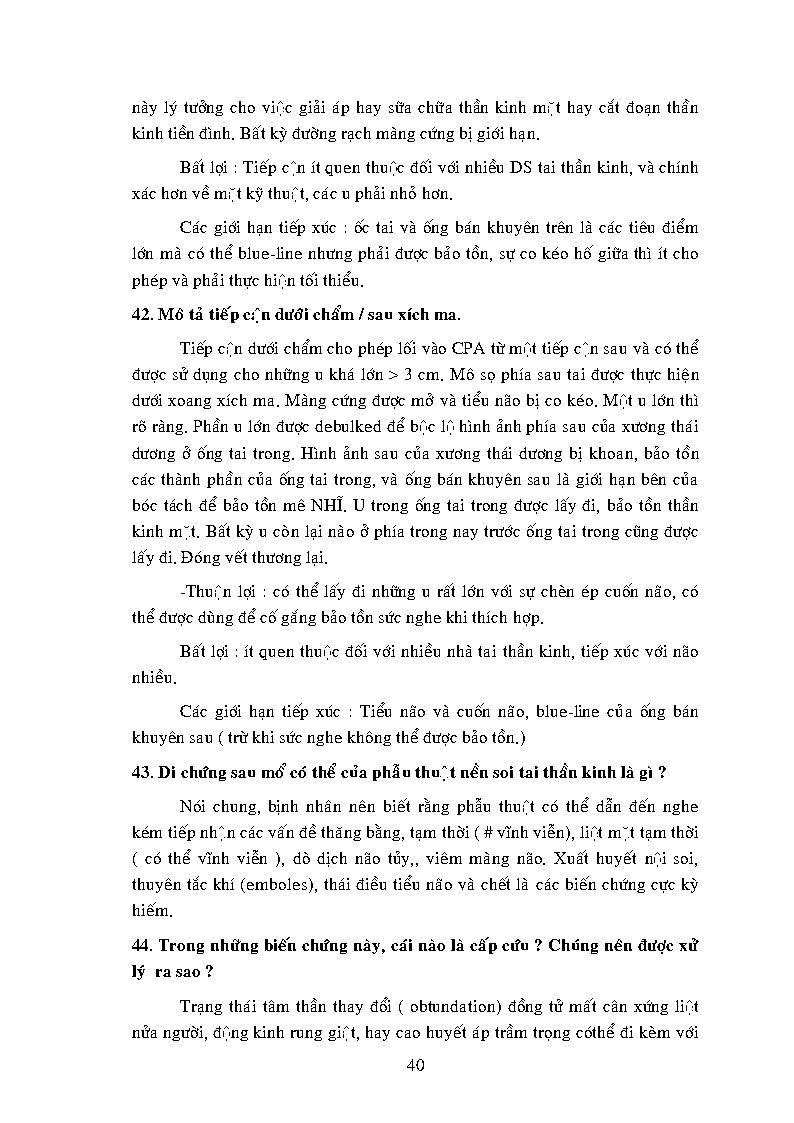 này lý tưởng cho việc giải áp hay sữa chữa thần kinh mặt hay cắt đoạn thần
kinh tiền đình. Bất kỳ đường rạch màng cứng bị giới hạn.
Bất lợi : Tiếp cận ít quen thuộc đối với nhiều DS tai thần kinh, và chính
xác hơn về mặt kỹ thuật, các u phải nhỏ hơn.
Các giới hạn tiếp xúc : ốc tai và ống bán khuyên trên là các tiêu điểm
lớn mà có thể blue-line nhưng phải được bảo tồn, sự co kéo hố giữa thì ít cho
phép và phải thực hiện tối thiểu.
42. Mô tả tiếp cận dưới chẩm / sau xích ma.
Tiếp cận dưới chẩm cho phép lối vào CPA từ một tiếp cận sau và có thể
được sử dụng cho những u khá lớn > 3 cm. Mô sọ phía sau tai được thực hiện
dưới xoang xích ma. Màng cứng được mở và tiểu não bị co kéo. Một u lớn thì
rõ ràng. Phần u lớn được debulked để bộc lộ hình ảnh phía sau của xương thái
dương ở ống tai trong. Hình ảnh sau của xương thái dương bị khoan, bảo tồn
các thành phần của ống tai trong, và ống bán khuyên sau là giới hạn bên của
bóc tách để bảo tồn mê NHĨ. U trong ống tai trong được lấy đi, bảo tồn thần
kinh mặt. Bất kỳ u còn lại nào ở phía trong nay trước ống tai trong cũng được
lấy đi. Đóng vết thương lại.
-Thuận lợi : có thể lấy đi những u rất lớn với sự chèn ép cuốn não, có
thể được dùng để cố gắng bảo tồn sức nghe khi thích hợp.
Bất lợi : ít quen thuộc đối với nhiều nhà tai thần kinh, tiếp xúc với não
nhiều.
Các giới hạn tiếp xúc : Tiểu não và cuốn não, blue-line của ống bán
khuyên sau ( trừ khi sức nghe không thể được bảo tồn.)
43. Di chứng sau mổ có thể của phẫu thuật nền soi tai thần kinh là gì ?
Nói chung, bịnh nhân nên biết rằng phẫu thuật có thể dẫn đến nghe
kém tiếp nhận các vấn đề thăng bằng, tạm thời ( # vĩnh viễn), liệt mặt tạm thời
( có thể vĩnh viễn ), dò dịch não tủy,, viêm màng não. Xuất huyết nội soi,
thuyên tắc khí (emboles), thái điều tiểu não và chết là các biến chứng cực kỳ
hiếm.
44. Trong những biến chứng này, cái nào là cấp cứu ? Chúng nên được xử
lý ra sao ?
Trạng thái tâm thần thay đổi ( obtundation) đồng tử mất cân xứng liệt
nửa người, động kinh rung giật, hay cao huyết áp trầm trọng cóthể đi kèm với
40